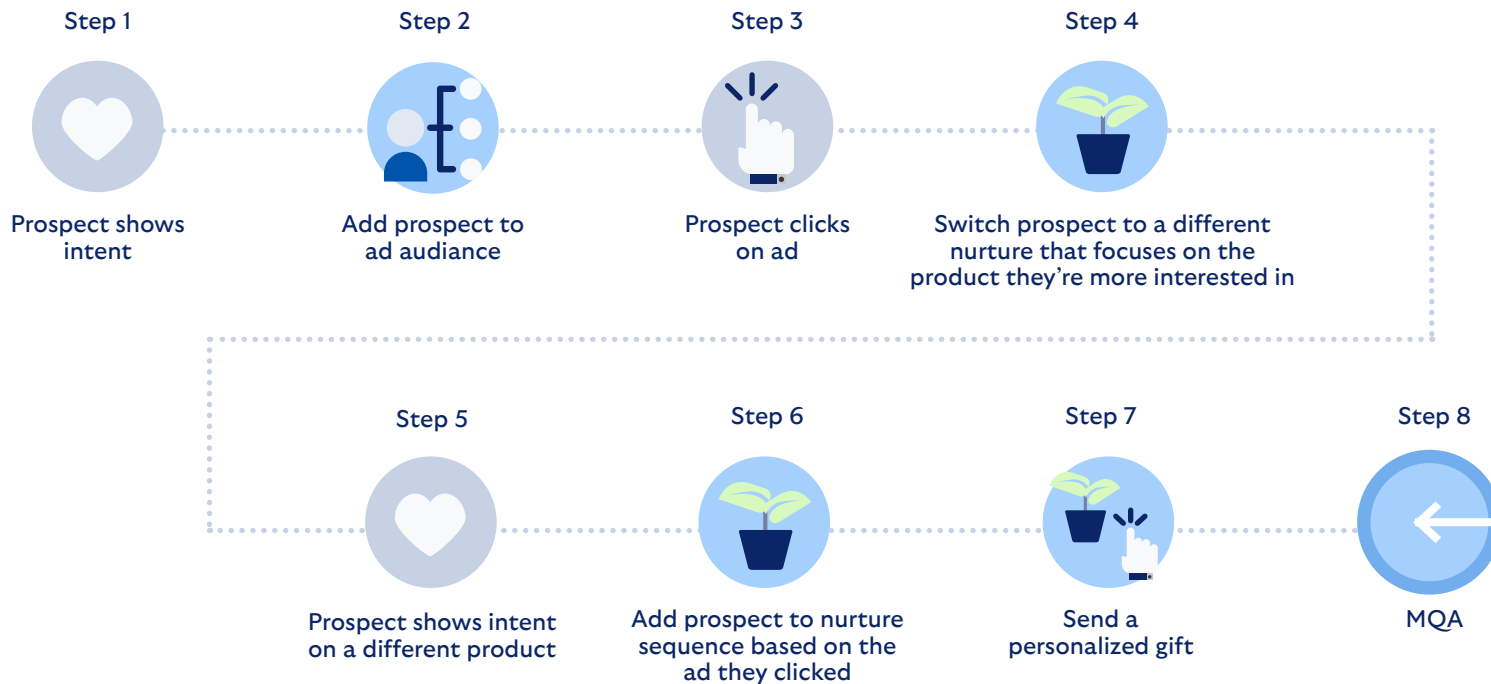 Step 1
Step 2
Step 3
Step 4
Prospect shows
intent
Add prospect to
ad audiance
Prospect clicks
on ad
Switch prospect to a different
nurture that focuses on the
product they're more interested in
Step 5
Step 6
Step 7
Step 8
Prospect shows intent
on a different product
Add prospect to nurture
sequence based on the
ad they clicked
Send a
personalized gift
MQA